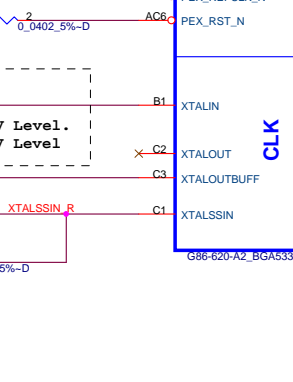 2
0_0402_5%~D
AC6
PEX_RST_N
B1
XTALIN
Level.
Level
C2
XTALOUT
C3
XTALOUTBUFF
CLK
XTALSSIN_R
C1
XTALSSIN
5%~D
G86-620-A2_BGA533